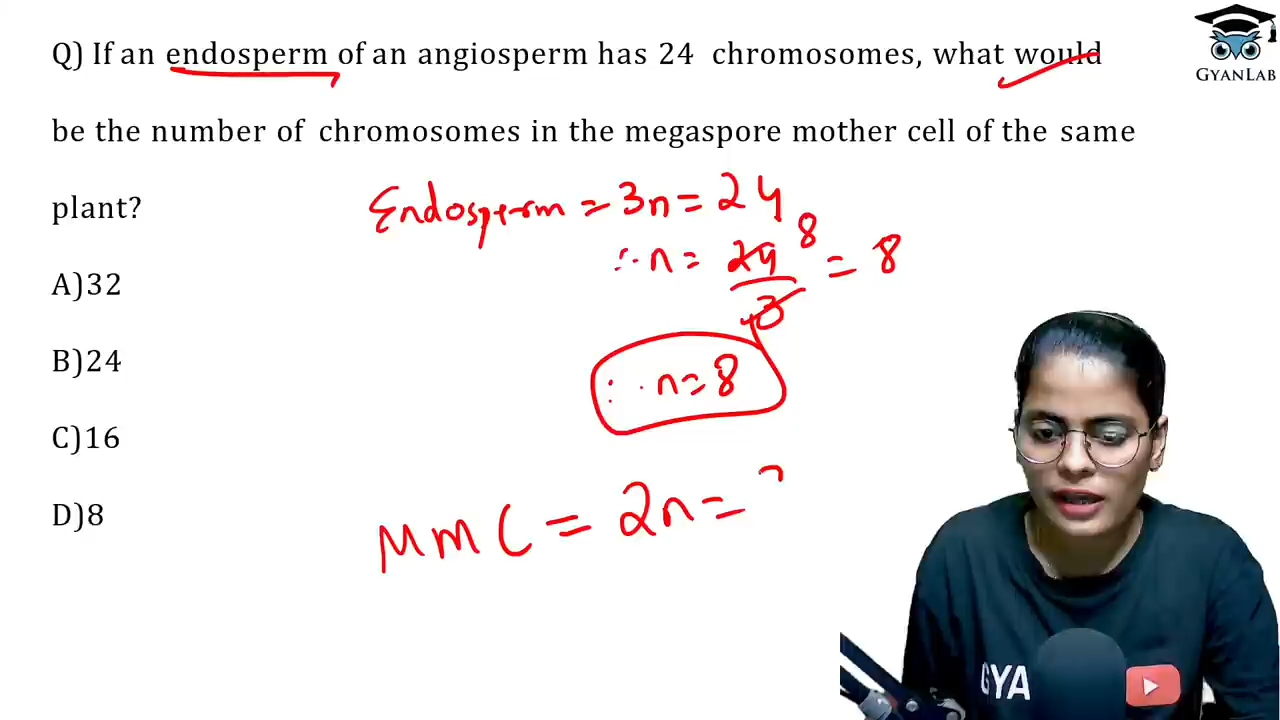 Q) If an endosperm of an angiosperm has 24 chromosomes, what would
be the number of chromosomes in the megaspore mother cell of the same
plant?
A)32
B)24
C)16
D)8
Endosperm = 3n = 24
∴ n = 24/3 8 = 8
∴ n = 8
MMC = 2n = ?
GYANLAB
GYA